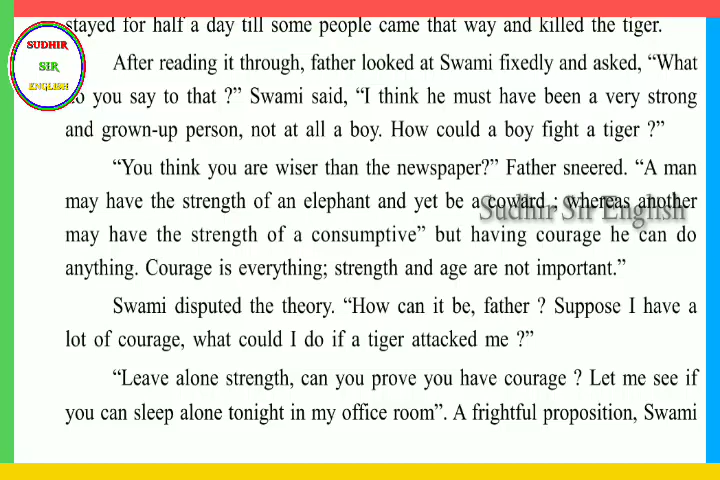 stayed for half a day till some people came that way and killed the tiger.
SUDHIR
SIR
ENGLISH
After reading it through, father looked at Swami fixedly and asked, “What
you say to that ?” Swami said, “I think he must have been a very strong
and grown-up person, not at all a boy. How could a boy fight a tiger ?”
“You think you are wiser than the newspaper?” Father sneered. “A man
may have the strength of an elephant and yet be a coward ; whereas another
Sudhir Sir English
may have the strength of a consumptive” but having courage he can do
anything. Courage is everything; strength and age are not important.”
Swami disputed the theory. “How can it be, father ? Suppose I have a
lot of courage, what could I do if a tiger attacked me ?”
“Leave alone strength, can you prove you have courage ? Let me see if
you can sleep alone tonight in my office room”. A frightful proposition, Swami